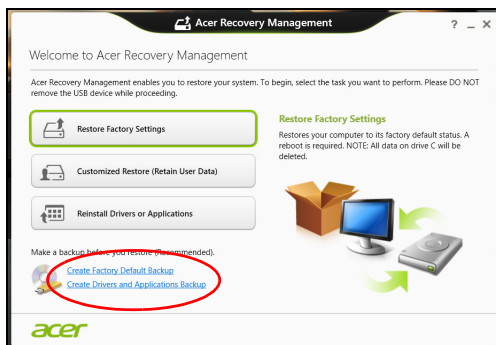 Acer Recovery Management
? _ ×
Welcome to Acer Recovery Management
Acer Recovery Management enables you to restore your system. To begin, select the task you want to perform. Please DO NOT
remove the USB device while proceeding.
Restore Factory Settings
Customized Restore (Retain User Data)
Reinstall Drivers or Applications
Restore Factory Settings
Restores your computer to its factory default status. A
reboot is required. NOTE: All data on drive C will be
deleted.
Make a backup before you restore (Recommended).
Create Factory Default Backup
Create Drivers and Applications Backup
acer